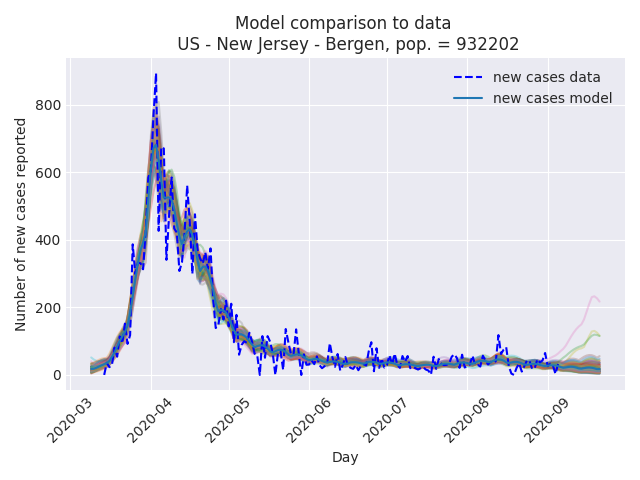 Model comparison to data
US - New Jersey - Bergen, pop. = 932202
new cases data
new cases model
Number of new cases reported
800
600
400
200
0
2020-03
2020-04
2020-05
2020-06
2020-07
2020-08
2020-09
Day